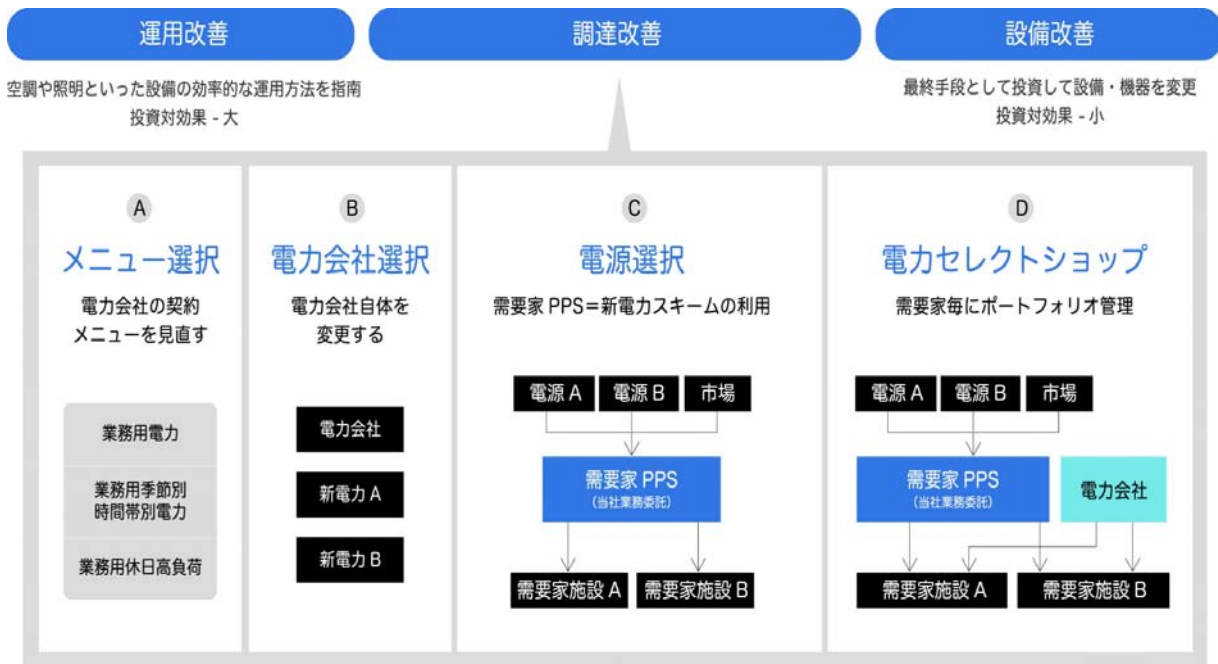 運用改善
調達改善
設備改善
空調や照明といった設備の効率的な運用方法を指南
投資対効果 - 大
最終手段として投資して設備・機器を変更
投資対効果 - 小
A
メニュー選択
電力会社の契約
メニューを見直す
業務用電力
業務用季節別
時間帯別電力
業務用休日高負荷
B
電力会社選択
電力会社自体を
変更する
電力会社
新電力 A
新電力 B
C
電源選択
需要家 PPS＝新電力スキームの利用
電源 A
電源 B
市場
需要家 PPS
(当社業務委託)
需要家施設 A
需要家施設 B
D
電力セレクトショップ
需要家毎にポートフォリオ管理
電源 A
電源 B
市場
需要家 PPS
(当社業務委託)
電力会社
需要家施設 A
需要家施設 B